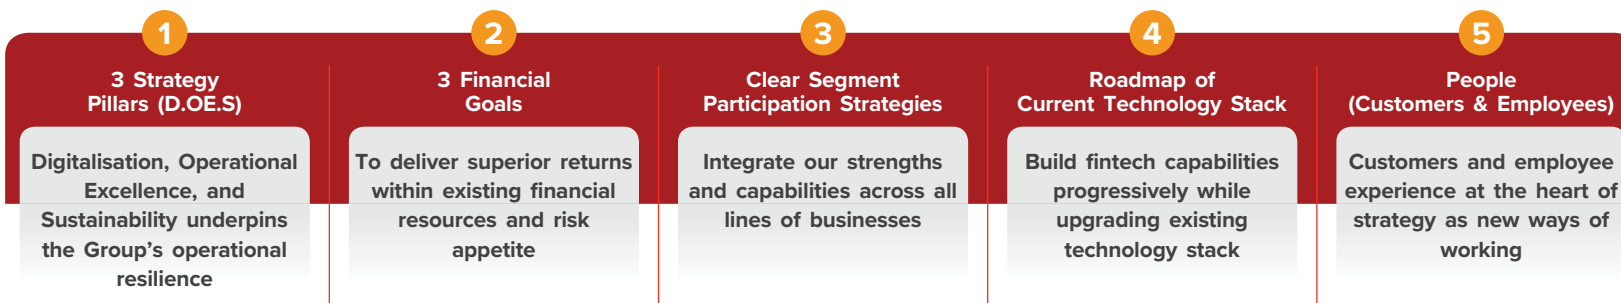 1
3 Strategy
Pillars (D.OE.S)
Digitalisation, Operational
Excellence, and
Sustainability underpins
the Group's operational
resilience
2
3 Financial
Goals
To deliver superior returns
within existing financial
resources and risk
appetite
3
Clear Segment
Participation Strategies
Integrate our strengths
and capabilities across all
lines of businesses
4
Roadmap of
Current Technology Stack
Build fintech capabilities
progressively while
upgrading existing
technology stack
5
People
(Customers & Employees)
Customers and employee
experience at the heart of
strategy as new ways of
working